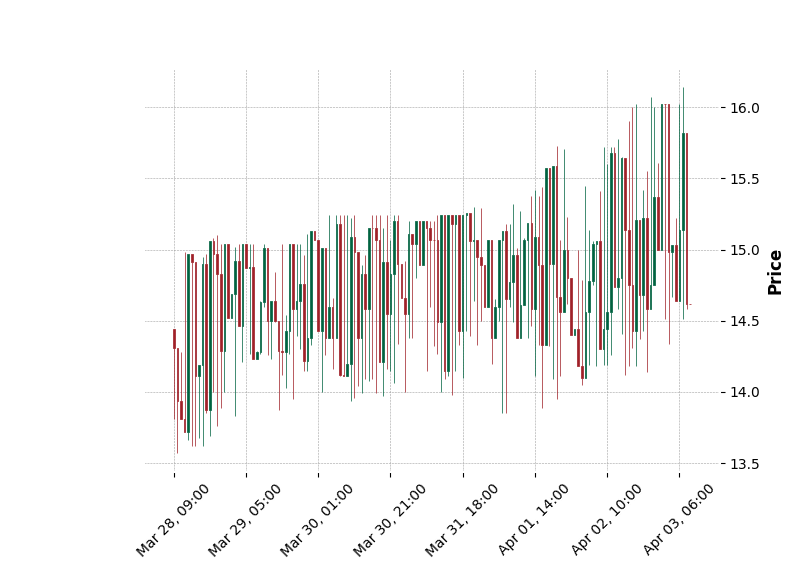 16.0
15.5
15.0
14.5
14.0
13.5
Price
Mar 28, 09:00
Mar 29, 05:00
Mar 30, 01:00
Mar 30, 21:00
Mar 31, 18:00
Apr 01, 14:00
Apr 02, 10:00
Apr 03, 06:00